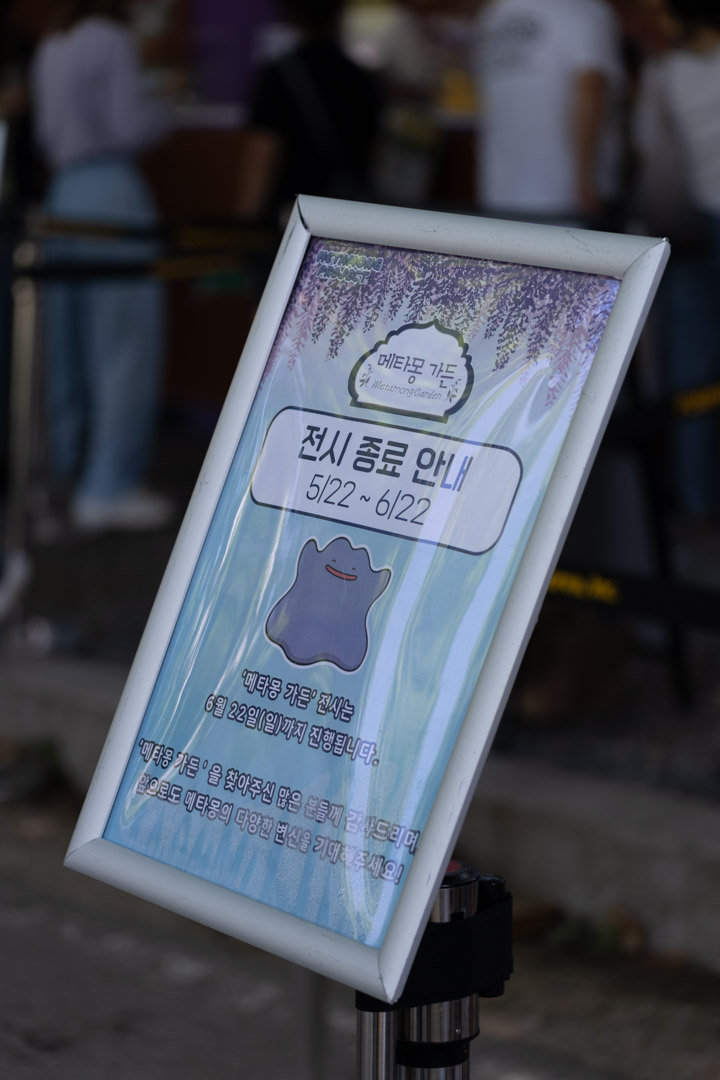 메타몽 가든
Metamong Garden
전시 종료 안내
5/22 ~ 6/22
'메타몽 가든' 전시는
6월 22일(일)까지 진행됩니다.
'메타몽 가든' 을 찾아주신 많은 분들께 감사드리며,
앞으로도 메타몽의 다양한 변신을 기대해주세요!